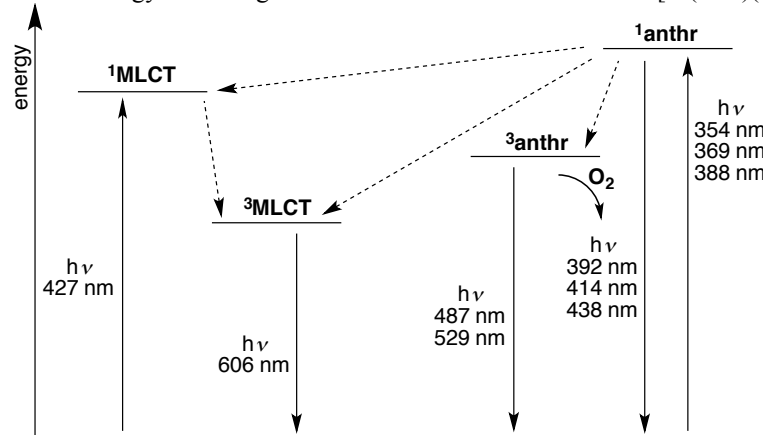 energy
¹anthr
¹MLCT
hν
354 nm
369 nm
388 nm
³anthr
O₂
³MLCT
hν
427 nm
hν
392 nm
414 nm
438 nm
hν
487 nm
529 nm
hν
606 nm